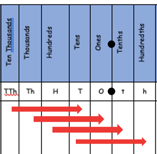 Ten Thousands Thousands Hundreds Tens Ones Tenths Hundredths
TTh Th H T O t h